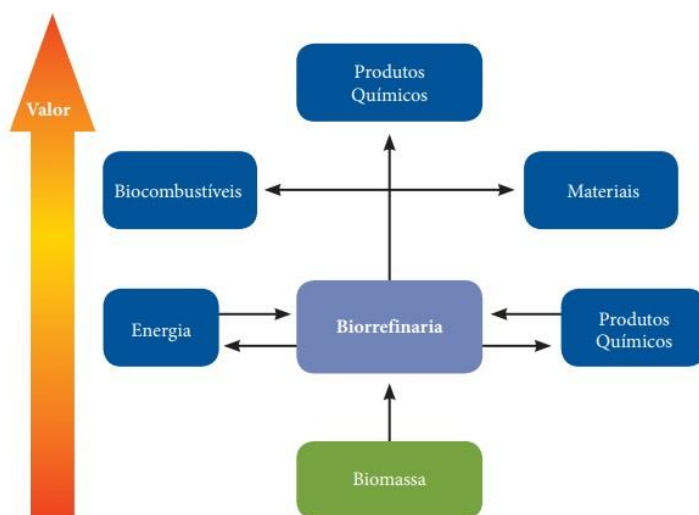 Produtos
Químicos
Valor
Biocombustíveis
Materiais
Energia
Biorrefinaria
Produtos
Químicos
Biomassa